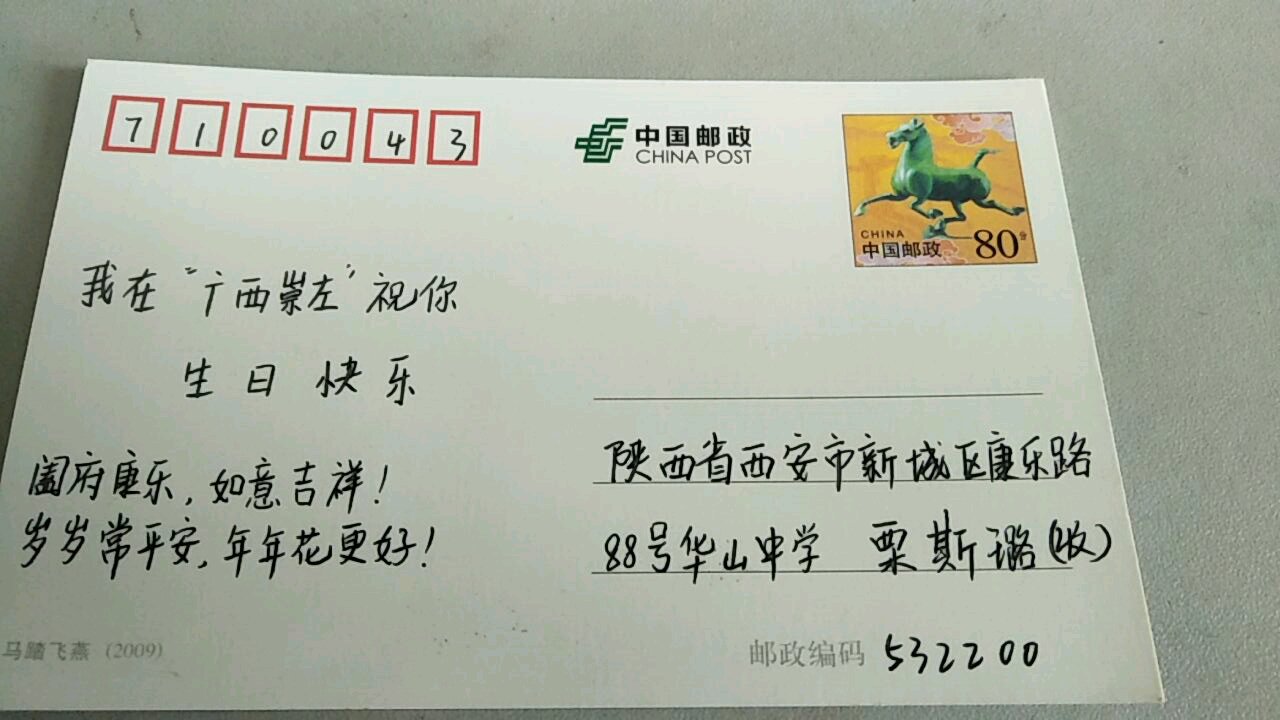 710043
中国邮政
CHINA POST
CHINA
中国邮政 80分
我在“广西崇左”祝你
生日快乐
阖府康乐,如意吉祥!
岁岁常平安,年年花更好!
陕西省西安市新城区康乐路
88号华山中学 栗斯璐(收)
马踏飞燕 (2009)
邮政编码 532200